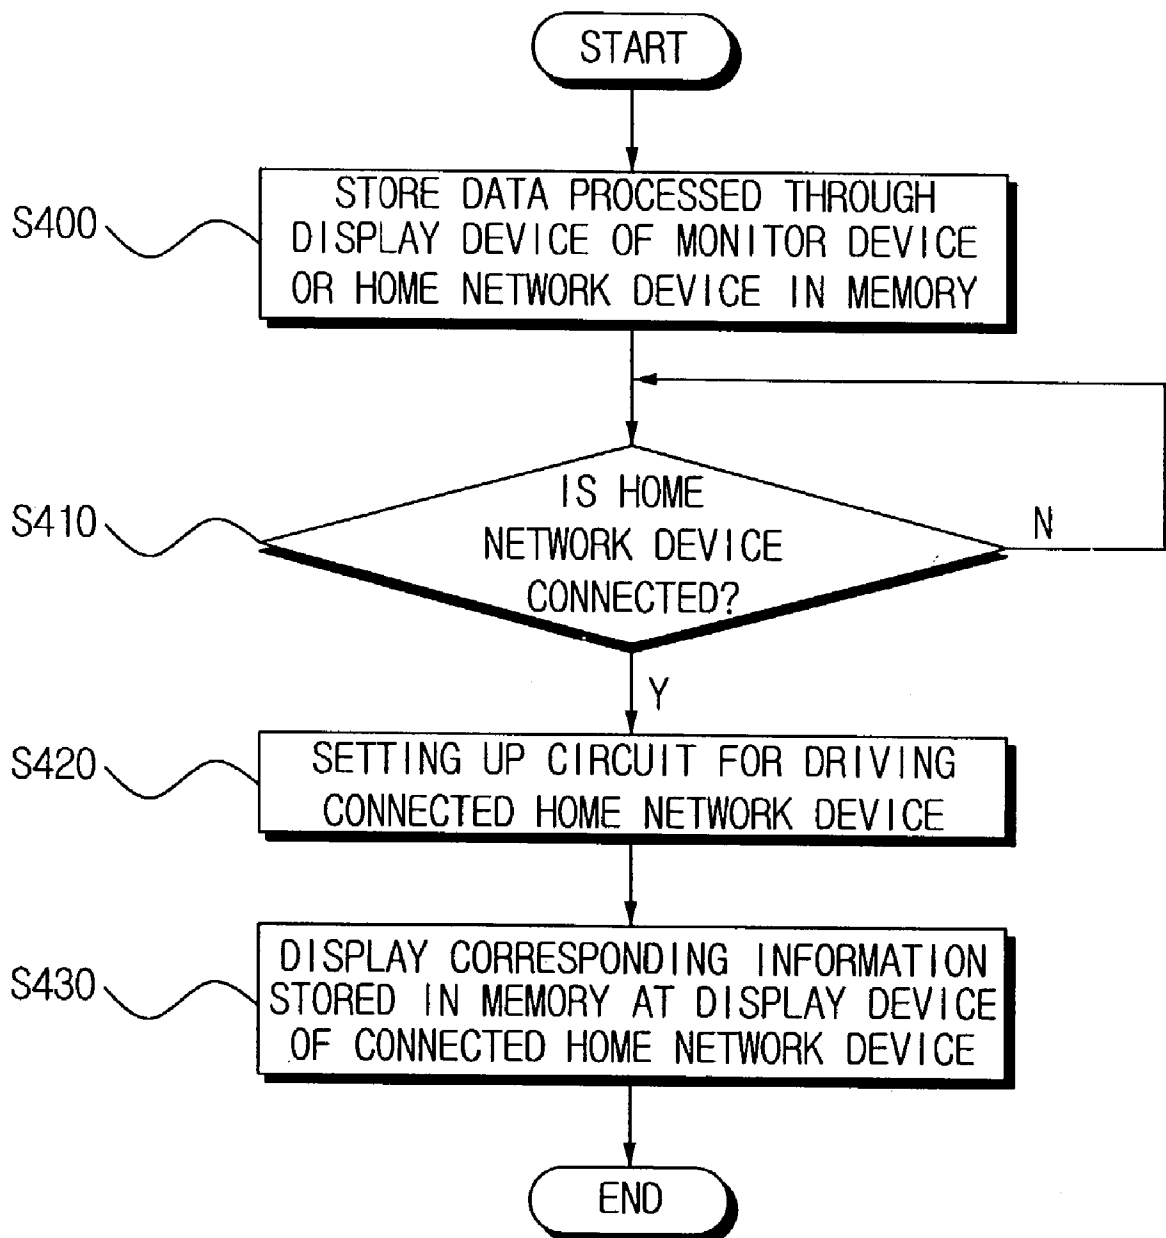 START
S400
STORE DATA PROCESSED THROUGH
DISPLAY DEVICE OF MONITOR DEVICE
OR HOME NETWORK DEVICE IN MEMORY
S410
IS HOME
NETWORK DEVICE
CONNECTED?
N
Y
S420
SETTING UP CIRCUIT FOR DRIVING
CONNECTED HOME NETWORK DEVICE
S430
DISPLAY CORRESPONDING INFORMATION
STORED IN MEMORY AT DISPLAY DEVICE
OF CONNECTED HOME NETWORK DEVICE
END